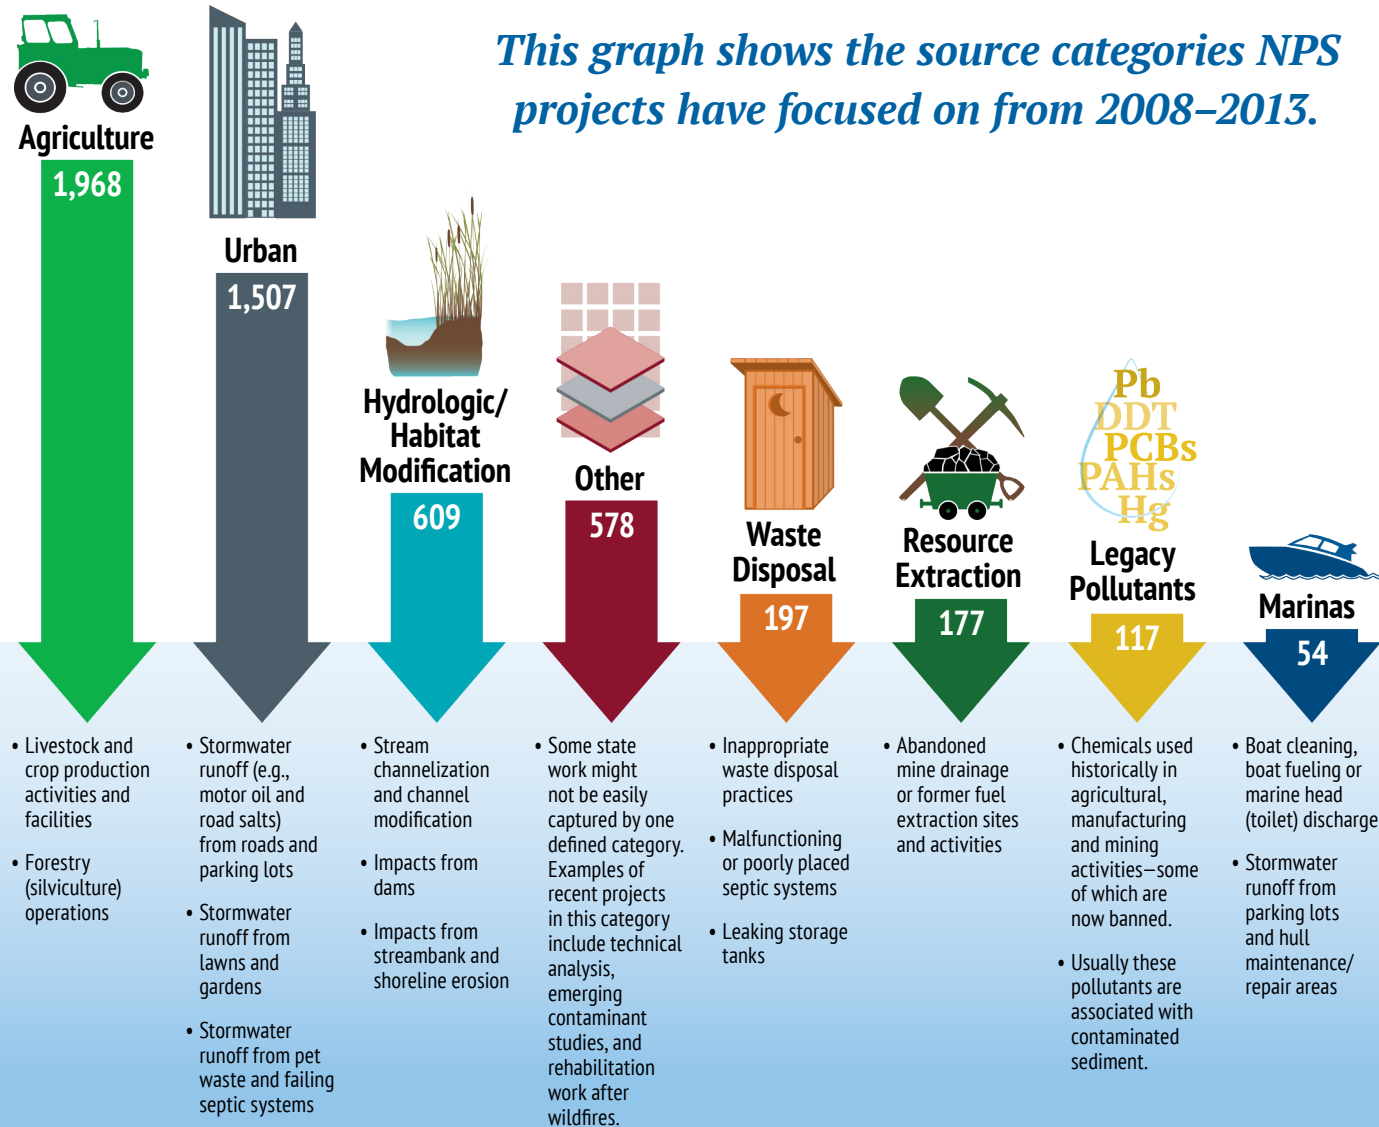 This graph shows the source categories NPS
projects have focused on from 2008–2013.
Agriculture
1,968
• Livestock and
crop production
activities and
facilities
• Forestry
(silviculture)
operations
Urban
1,507
• Stormwater
runoff (e.g.,
motor oil and
road salts)
from roads and
parking lots
• Stormwater
runoff from
lawns and
gardens
• Stormwater
runoff from pet
waste and failing
septic systems
Hydrologic/
Habitat
Modification
609
• Stream
channelization
and channel
modification
• Impacts from
dams
• Impacts from
streambank and
shoreline erosion
Other
578
• Some state
work might
not be easily
captured by one
defined category.
Examples of
recent projects
in this category
include technical
analysis,
emerging
contaminant
studies, and
rehabilitation
work after
wildfires.
Waste
Disposal
197
• Inappropriate
waste disposal
practices
• Malfunctioning
or poorly placed
septic systems
• Leaking storage
tanks
Resource
Extraction
177
• Abandoned
mine drainage
or former fuel
extraction sites
and activities
Pb
DDT
PCBs
PAHs
Hg
Legacy
Pollutants
117
• Chemicals used
historically in
agricultural,
manufacturing
and mining
activities—some
of which are
now banned.
• Usually these
pollutants are
associated with
contaminated
sediment.
Marinas
54
• Boat cleaning,
boat fueling or
marine head
(toilet) discharge
• Stormwater
runoff from
parking lots
and hull
maintenance/
repair areas